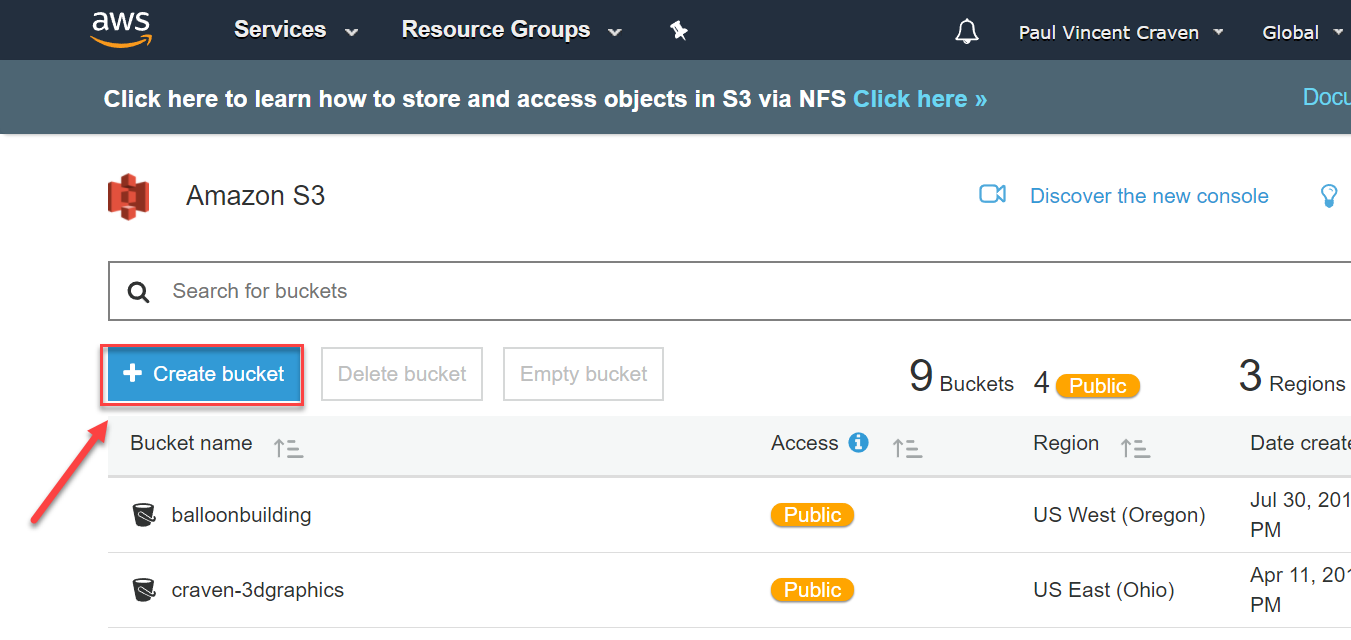 aws Services Resource Groups Paul Vincent Craven Global
Click here to learn how to store and access objects in S3 via NFS Click here » Docu
Amazon S3 Discover the new console
Search for buckets
+ Create bucket Delete bucket Empty bucket 9 Buckets 4 Public 3 Regions
Bucket name Access i Region Date create
balloonbuilding Public US West (Oregon) Jul 30, 201
PM
craven-3dgraphics Public US East (Ohio) Apr 11, 201
PM